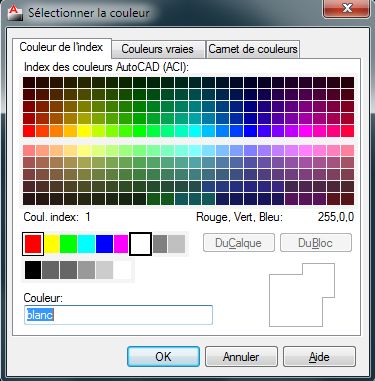 Sélectionner la couleur
Couleur de l'index Couleurs vraies Carnet de couleurs
Index des couleurs AutoCAD (ACI):
Coul. index: 1 Rouge, Vert, Bleu: 255,0,0
DuCalque DuBloc
Couleur:
blanc
OK Annuler Aide